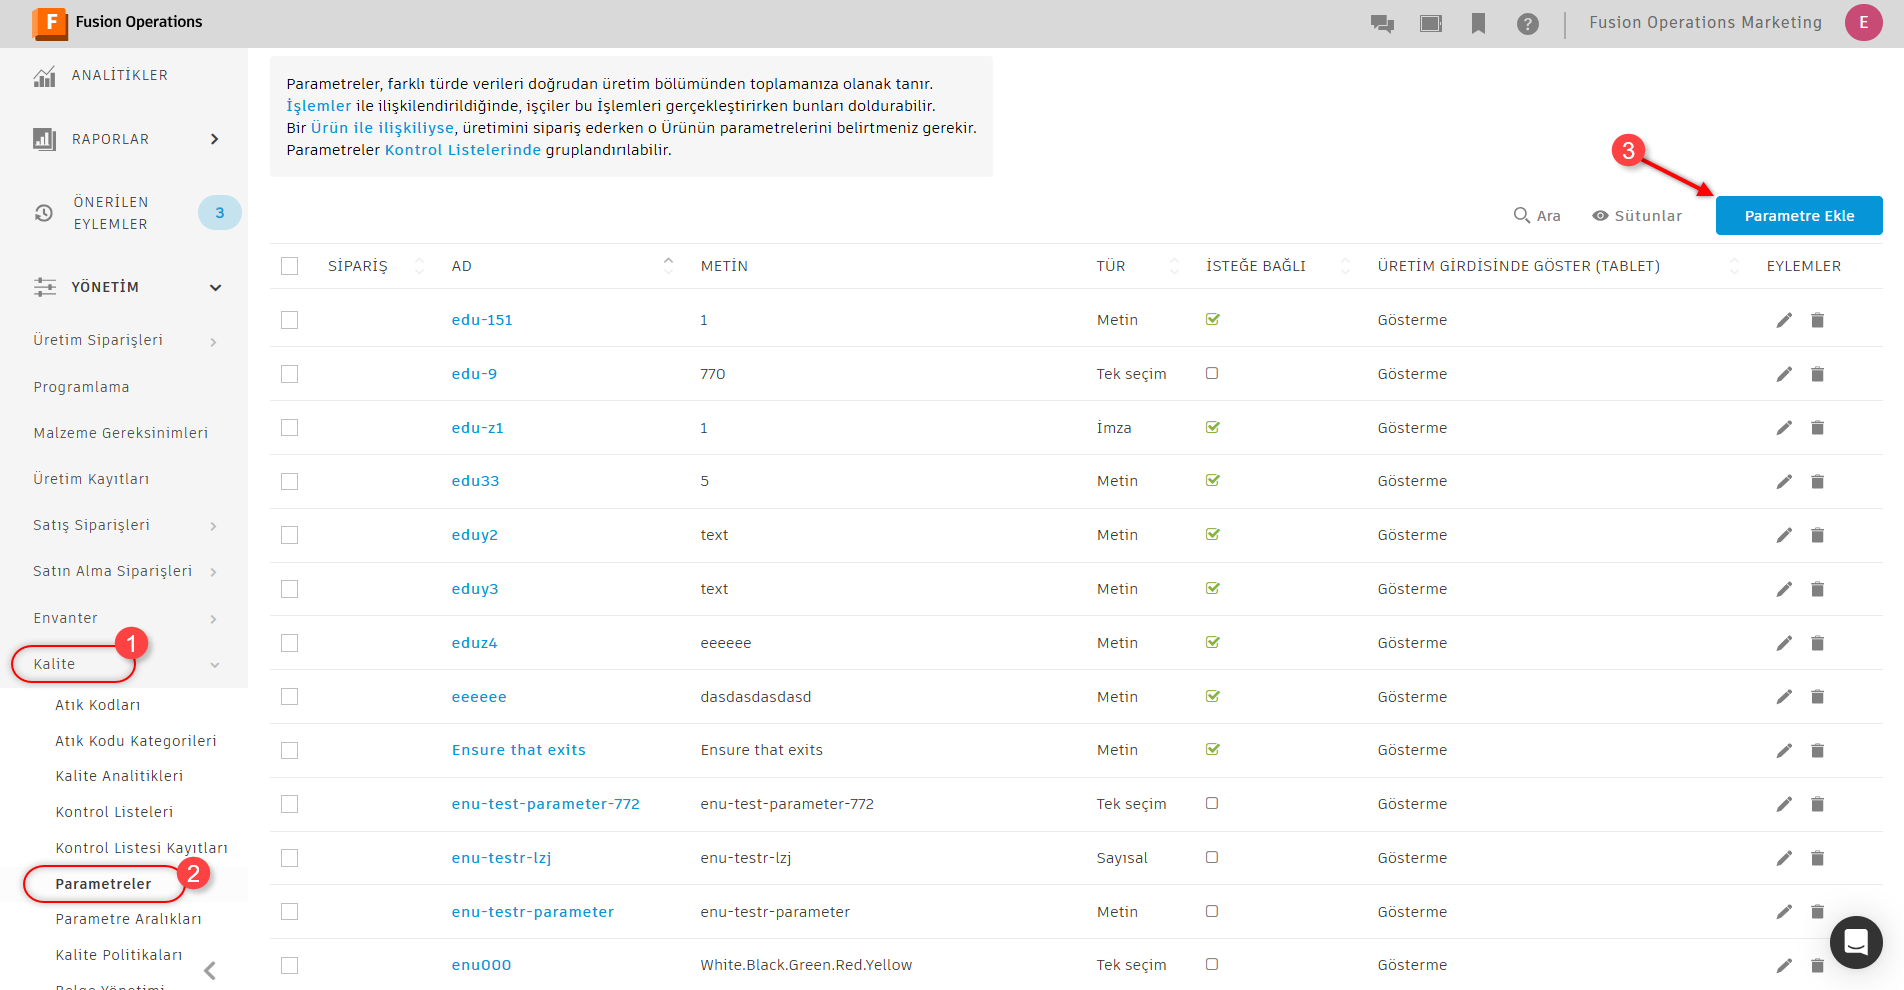 F Fusion Operations
Fusion Operations Marketing E
ANALİTİKLER
RAPORLAR
ÖNERİLEN
EYLEMLER
3
YÖNETİM
Üretim Siparişleri
Programlama
Malzeme Gereksinimleri
Üretim Kayıtları
Satış Siparişleri
Satın Alma Siparişleri
Envanter
1
Kalite
Atık Kodları
Atık Kodu Kategorileri
Kalite Analitikleri
Kontrol Listeleri
Kontrol Listesi Kayıtları
2
Parametreler
Parametre Aralıkları
Kalite Politikaları
Parametreler, farklı türde verileri doğrudan üretim bölümünden toplamanıza olanak tanır.
İşlemler ile ilişkilendirildiğinde, işçiler bu İşlemleri gerçekleştirirken bunları doldurabilir.
Bir Ürün ile ilişkiliyse, üretimini sipariş ederken o Ürünün parametrelerini belirtmeniz gerekir.
Parametreler Kontrol Listelerinde gruplandırılabilir.
3
Ara Sütunlar Parametre Ekle
SİPARİŞ AD METİN TÜR İSTEĞE BAĞLI ÜRETİM GİRDİSİNDE GÖSTER (TABLET) EYLEMLER
edu-151 1 Metin Gösterme
edu-9 770 Tek seçim Gösterme
edu-z1 1 İmza Gösterme
edu33 5 Metin Gösterme
eduy2 text Metin Gösterme
eduy3 text Metin Gösterme
eduz4 eeeeee Metin Gösterme
eeeeee dasdasdasdasd Metin Gösterme
Ensure that exits Ensure that exits Metin Gösterme
enu-test-parameter-772 enu-test-parameter-772 Tek seçim Gösterme
enu-testr-lzj enu-testr-lzj Sayısal Gösterme
enu-testr-parameter enu-testr-parameter Metin Gösterme
enu000 White.Black.Green.Red.Yellow Tek seçim Gösterme